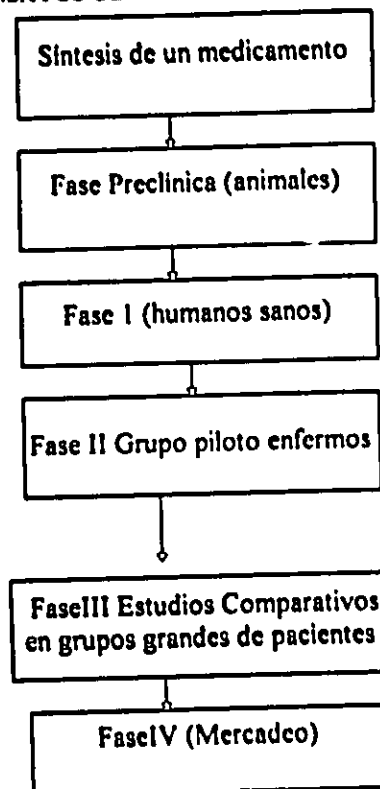 Síntesis de un medicamento
Fase Preclínica (animales)
Fase 1 (humanos sanos)
Fase II Grupo piloto enfermos
FaseIII Estudios Comparativos
en grupos grandes de pacientes
FaseIV (Mercadeo)